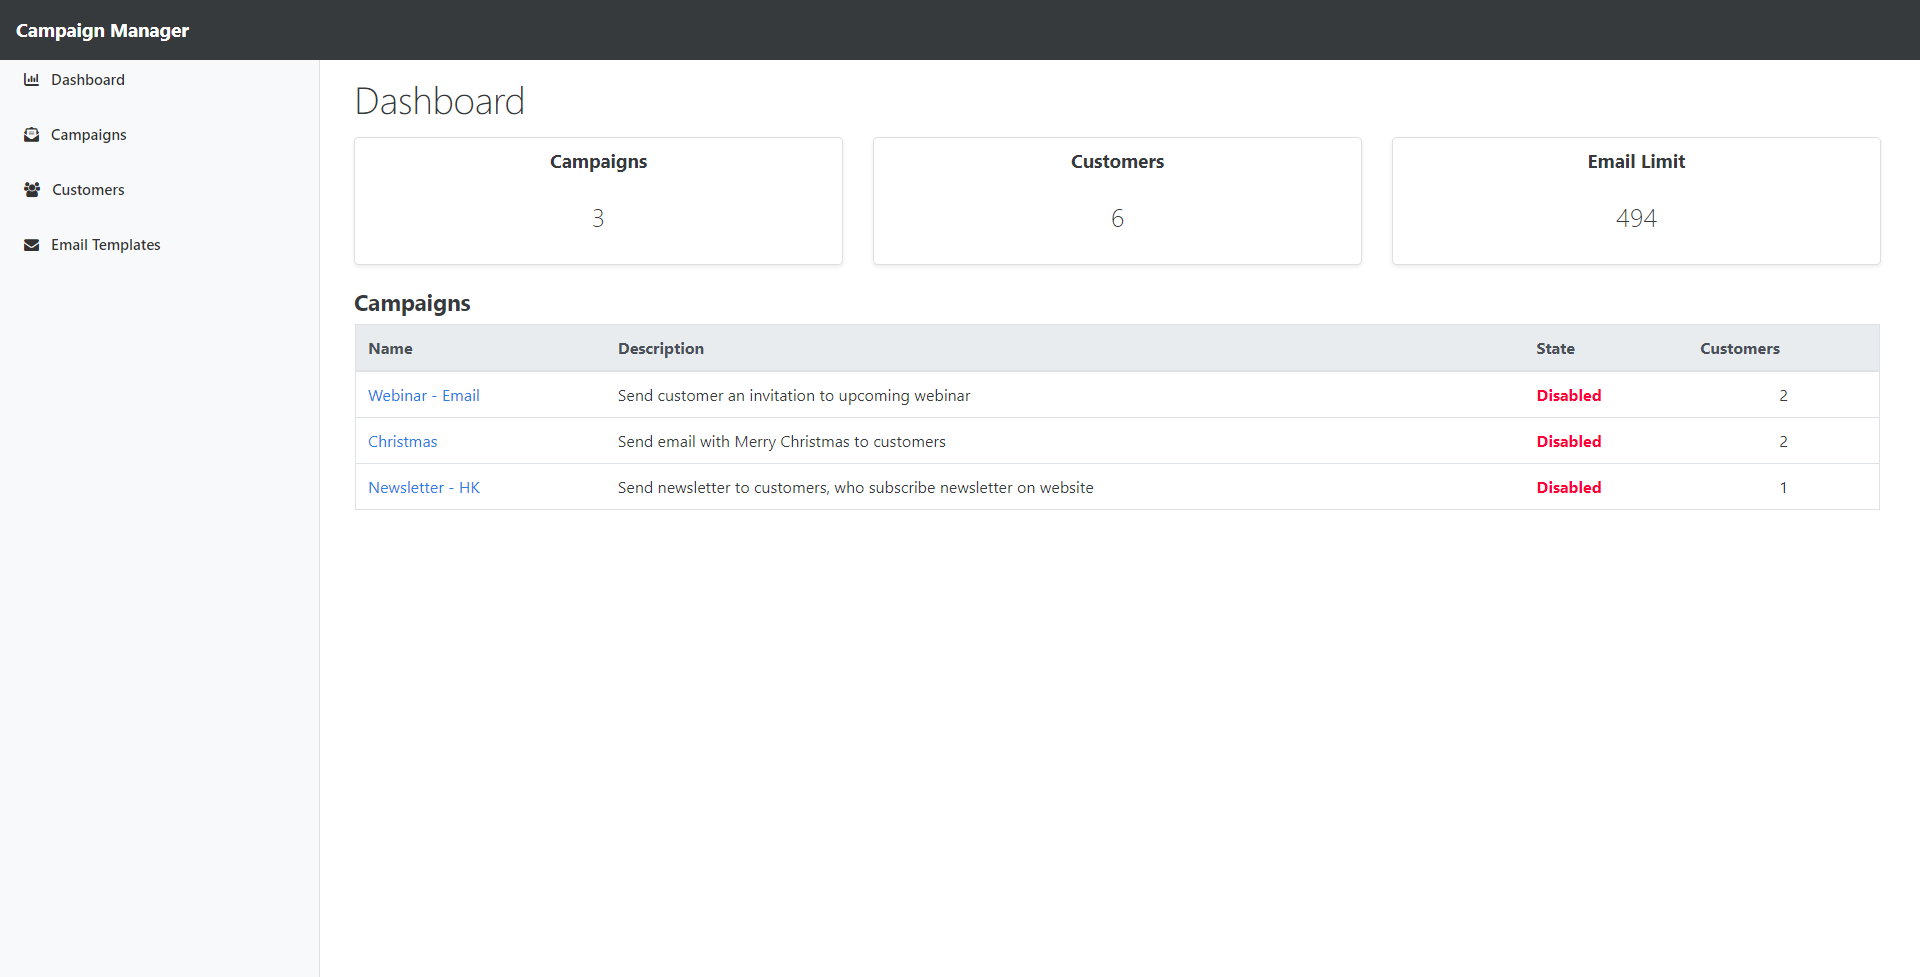 Campaign Manager
Dashboard
Campaigns
Customers
Email Templates
Dashboard
Campaigns
3
Customers
6
Email Limit
494
Campaigns
Name Description State Customers
Webinar - Email Send customer an invitation to upcoming webinar Disabled 2
Christmas Send email with Merry Christmas to customers Disabled 2
Newsletter - HK Send newsletter to customers, who subscribe newsletter on website Disabled 1